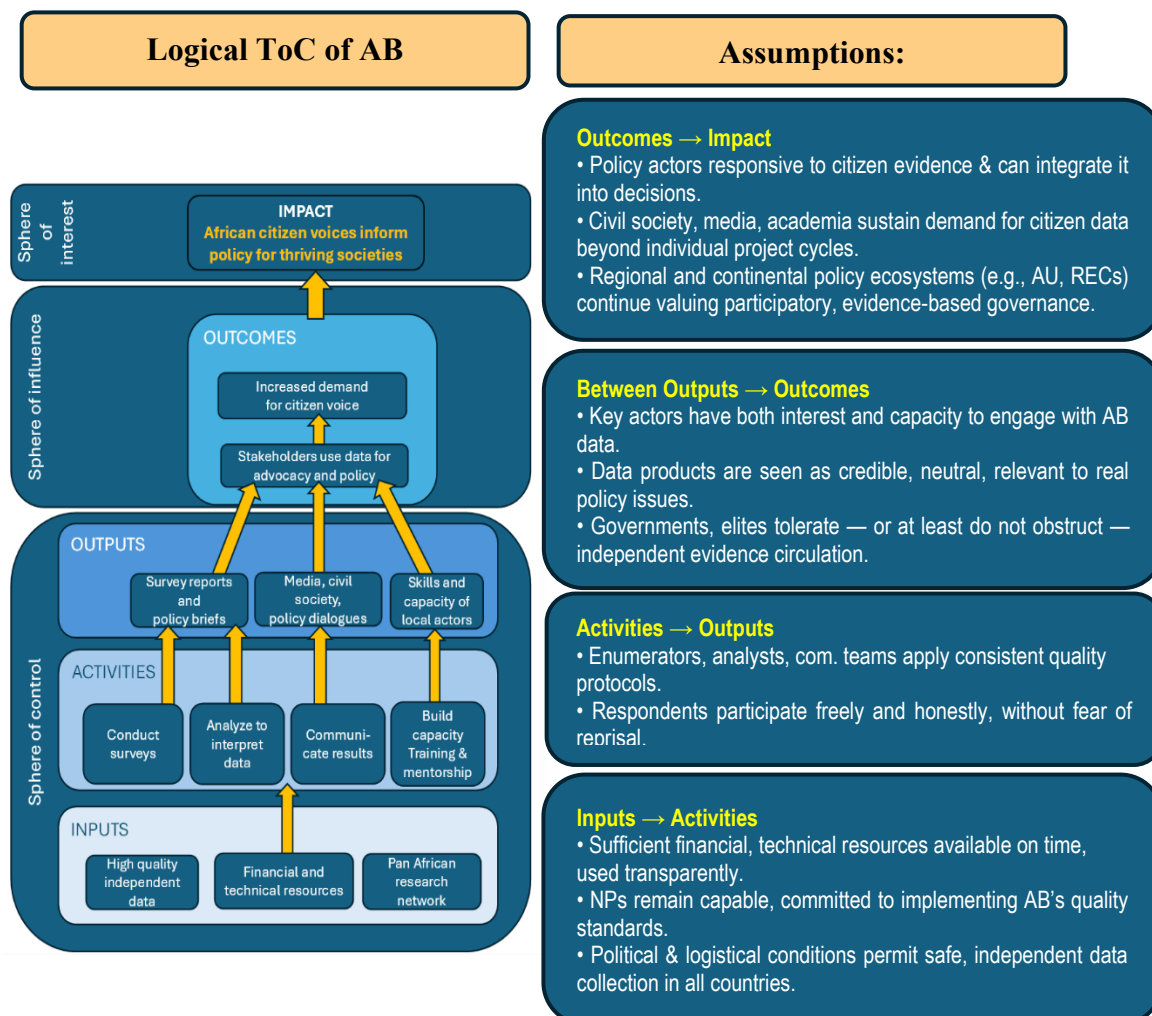 Logical ToC of AB
Sphere
of
interest
IMPACT
African citizen voices inform
policy for thriving societies
Sphere of influence
OUTCOMES
Increased demand
for citizen voice
Stakeholders use data for
advocacy and policy
Sphere of control
OUTPUTS
Survey reports
and
policy briefs
Media, civil
society,
policy dialogues
Skills and
capacity of
local actors
ACTIVITIES
Conduct
surveys
Analyze to
interpret
data
Communi-
cate results
Build
capacity
Training &
mentorship
INPUTS
High quality
independent
data
Financial and
technical resources
Pan African
research
network
Assumptions:
Outcomes → Impact
• Policy actors responsive to citizen evidence & can integrate it
into decisions.
• Civil society, media, academia sustain demand for citizen data
beyond individual project cycles.
• Regional and continental policy ecosystems (e.g., AU, RECs)
continue valuing participatory, evidence-based governance.
Between Outputs → Outcomes
• Key actors have both interest and capacity to engage with AB
data.
• Data products are seen as credible, neutral, relevant to real
policy issues.
• Governments, elites tolerate — or at least do not obstruct —
independent evidence circulation.
Activities → Outputs
• Enumerators, analysts, com. teams apply consistent quality
protocols.
• Respondents participate freely and honestly, without fear of
reprisal.
Inputs → Activities
• Sufficient financial, technical resources available on time,
used transparently.
• NPs remain capable, committed to implementing AB's quality
standards.
• Political & logistical conditions permit safe, independent data
collection in all countries.